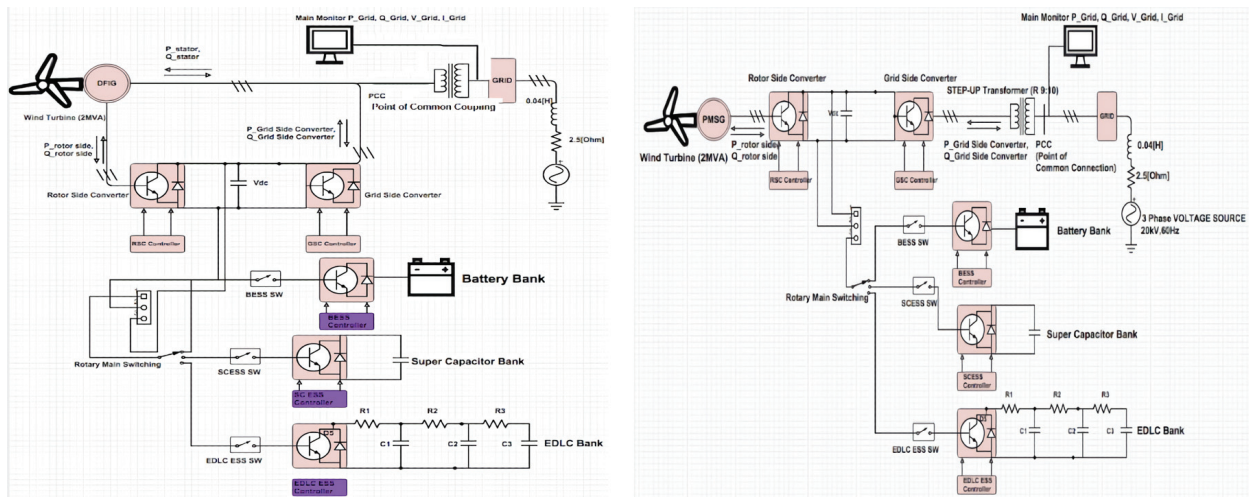 Main Monitor P_Grid, Q_Grid, V_Grid, I_Grid
P_stator,
Q_stator
DFIG
GRID
Wind Turbine (2MVA)
PCC
Point of Common Coupling
0.04[H]
2.5[Ohm]
P_rotor side,
Q_rotor side
P_Grid Side Converter,
Q_Grid Side Converter
Rotor Side Converter
Vdc
Grid Side Converter
RSC Controller
GSC Controller
BESS SW
Battery Bank
BESS
Controller
Rotary Main Switching
SCESS SW
Super Capacitor Bank
SC ESS
Controller
R1
R2
R3
D5
C1
C2
C3
EDLC Bank
EDLC ESS SW
EDLC ESS
Controller
Main Monitor P_Grid, Q_Grid, V_Grid, I_Grid
Rotor Side Converter
Grid Side Converter
STEP-UP Transformer (R 9:10)
PMSG
Vdc
GRID
Wind Turbine (2MVA)
P_rotor side,
Q_rotor side
P_Grid Side Converter,
Q_Grid Side Converter
PCC
(Point of
Common Connection)
0.04[H]
2.5[Ohm]
RSC Controller
GSC Controller
3 Phase VOLTAGE SOURCE
20kV,60Hz
BESS SW
Battery Bank
BESS
Controller
Rotary Main Switching
SCESS SW
Super Capacitor Bank
SCESS
Controller
R1
R2
R3
D5
C1
C2
C3
EDLC Bank
EDLC ESS SW
EDLC ESS
Controller